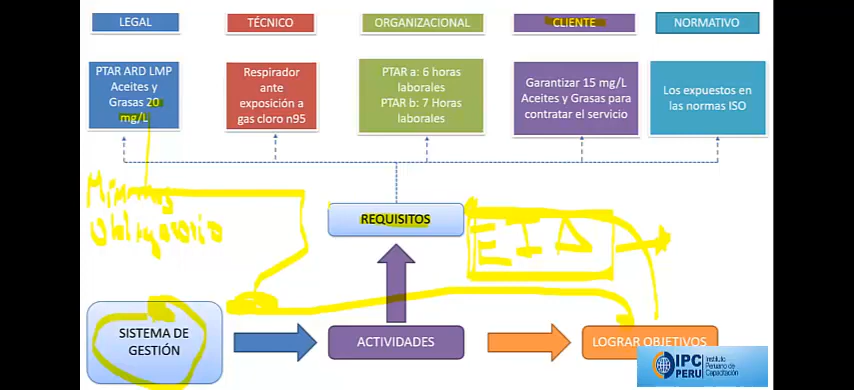 LEGAL
TÉCNICO
ORGANIZACIONAL
CLIENTE
NORMATIVO
PTAR ARD LMP
Aceites y
Grasas 20
mg/L
Respirador
ante
exposición a
gas cloro n95
PTAR a: 6 horas
laborales
PTAR b: 7 Horas
laborales
Garantizar 15 mg/L
Aceites y Grasas para
contratar el servicio
Los expuestos en
las normas ISO
Obligatorio
REQUISITOS
EIA
SISTEMA DE
GESTIÓN
ACTIVIDADES
LOGRAR OBJETIVOS
IPC
PERU
Instituto
Peruano de
Capacitación